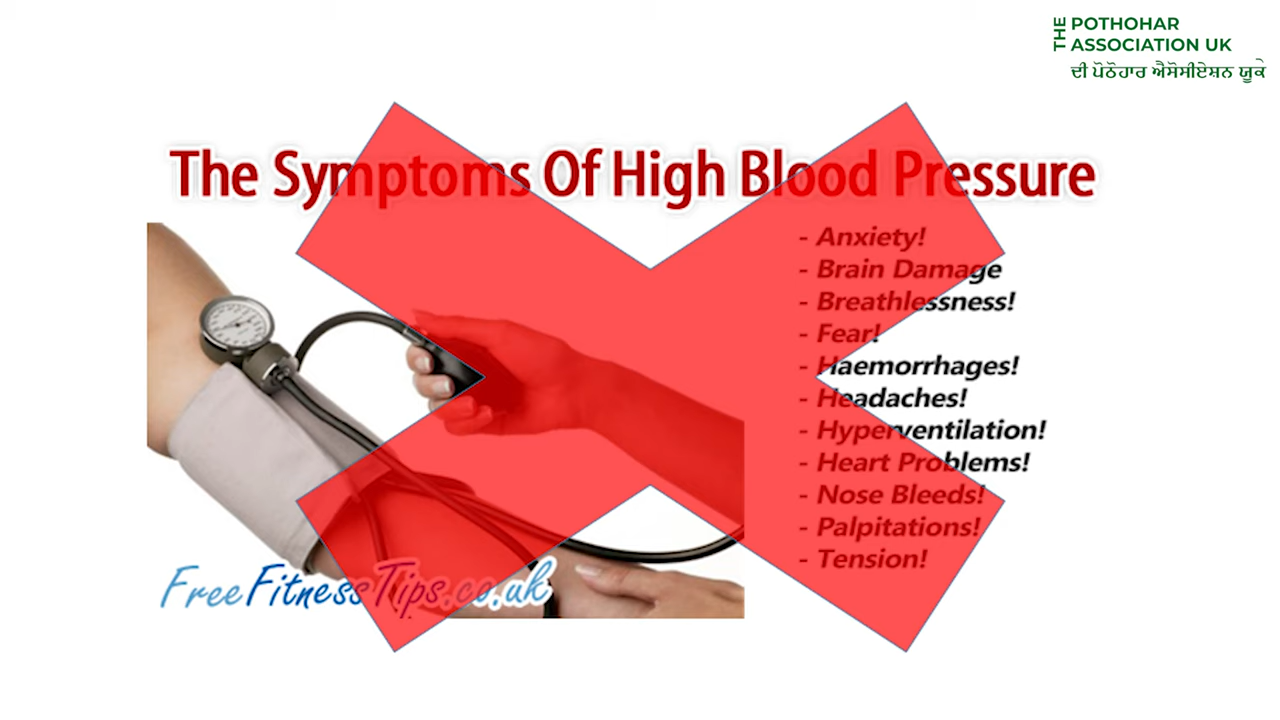 THE POTHOHAR
ASSOCIATION UK
ਦੀ ਪੋਠੋਹਾਰ ਐਸੋਸੀਏਸ਼ਨ ਯੂਕੇ
The Symptoms Of High Blood Pressure
- Anxiety!
- Brain Damage
- Breathlessness!
- Fear!
- Haemorrhages!
- Headaches!
- Hyperventilation!
- Heart Problems!
- Nose Bleeds!
- Palpitations!
- Tension!
FreeFitnessTips.co.uk